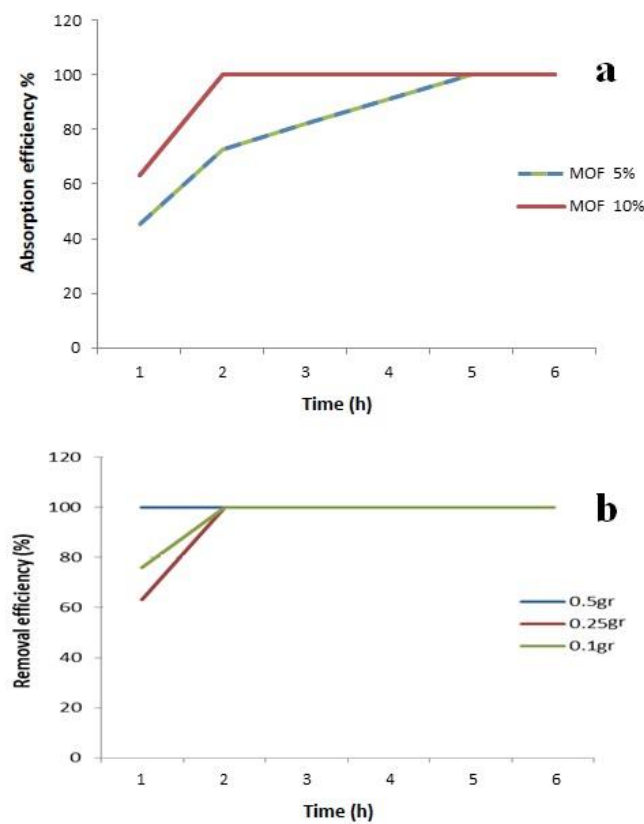 120
100
80
60
40
20
0
Absorption efficiency %
a
MOF 5%
MOF 10%
1 2 3 4 5 6
Time (h)
120
100
80
60
40
20
0
Removal efficiency (%)
b
0.5gr
0.25gr
0.1gr
1 2 3 4 5 6
Time (h)